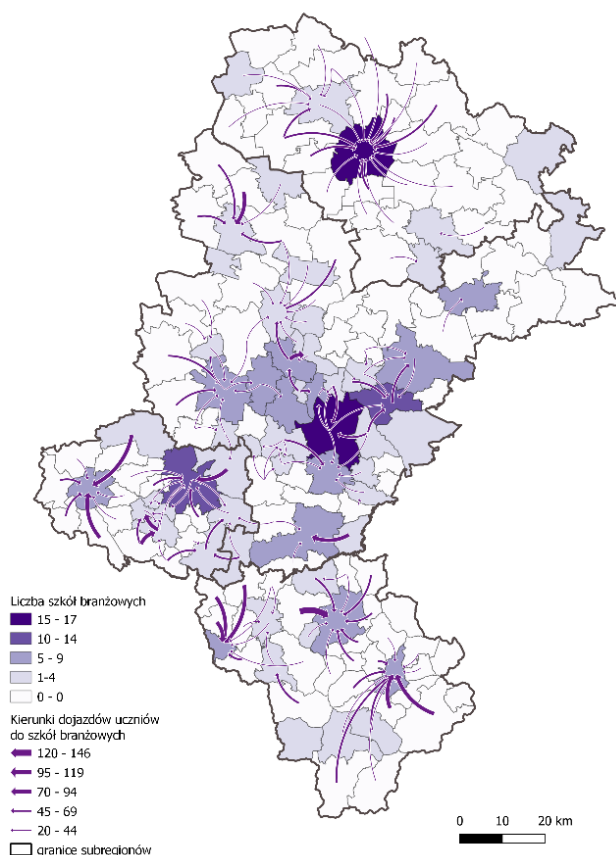 Liczba szkół branżowych
15 - 17
10 - 14
5 - 9
1-4
0 - 0
Kierunki dojazdów uczniów
do szkół branżowych
120 - 146
95 - 119
70 - 94
45 - 69
20 - 44
granice subregionów
0 10 20 km